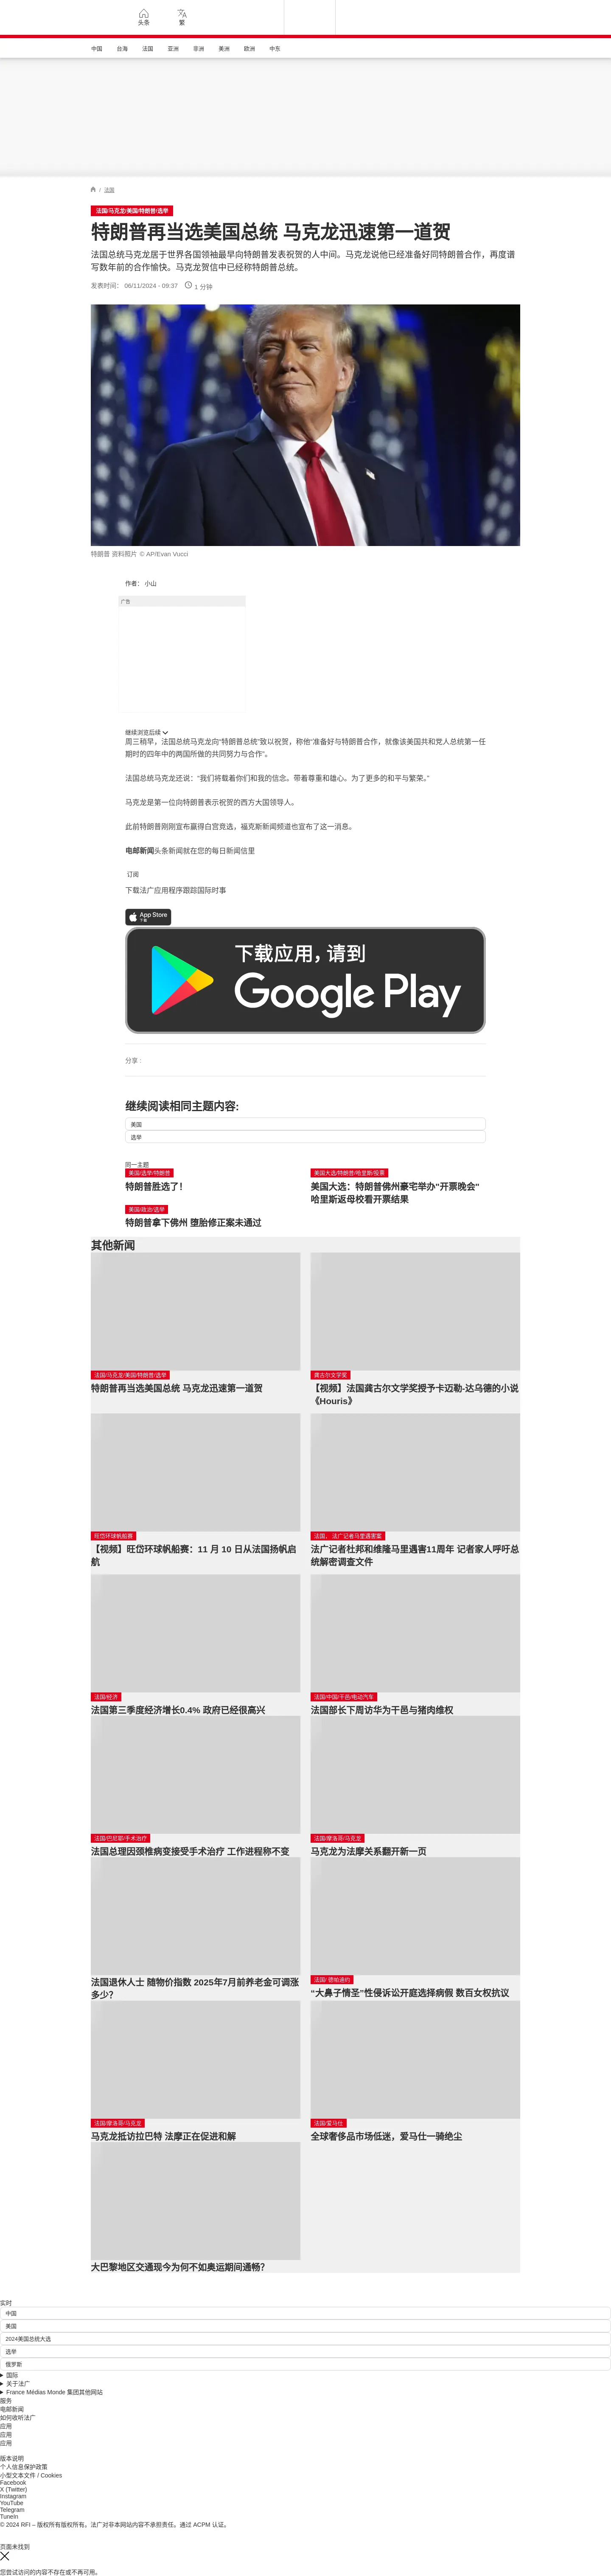 头条
繁
中国 台海 法国 亚洲 非洲 美洲 欧洲 中东
/ 法国
法国/马克龙/美国/特朗普/选举
特朗普再当选美国总统 马克龙迅速第一道贺
法国总统马克龙居于世界各国领袖最早向特朗普发表祝贺的人中间。马克龙说他已经准备好同特朗普合作，再度谱
写数年前的合作愉快。马克龙贺信中已经称特朗普总统。
发表时间： 06/11/2024 - 09:37 1 分钟
特朗普 资料照片 © AP/Evan Vucci
作者： 小山
广告
继续浏览后续
周三稍早，法国总统马克龙向“特朗普总统”致以祝贺，称他“准备好与特朗普合作，就像该美国共和党人总统第一任
期时的四年中的两国所做的共同努力与合作”。
法国总统马克龙还说：“我们将载着你们和我的信念。带着尊重和雄心。为了更多的和平与繁荣。”
马克龙是第一位向特朗普表示祝贺的西方大国领导人。
此前特朗普刚刚宣布赢得白宫竞选，福克斯新闻频道也宣布了这一消息。
电邮新闻头条新闻就在您的每日新闻信里
订阅
下载法广应用程序跟踪国际时事
App Store
下载
下载应用，请到
Google Play
分享 :
继续阅读相同主题内容:
美国
选举
同一主题
美国/选举/特朗普
特朗普胜选了！
美国大选/特朗普/哈里斯/投票
美国大选：特朗普佛州豪宅举办"开票晚会"
哈里斯返母校看开票结果
美国/政治/选举
特朗普拿下佛州 堕胎修正案未通过
其他新闻
法国/马克龙/美国/特朗普/选举
特朗普再当选美国总统 马克龙迅速第一道贺
龚古尔文学奖
【视频】法国龚古尔文学奖授予卡迈勒-达乌德的小说
《Houris》
旺岱环球帆船赛
【视频】旺岱环球帆船赛：11 月 10 日从法国扬帆启
航
法国、 法广记者马里遇害案
法广记者杜邦和维隆马里遇害11周年 记者家人呼吁总
统解密调查文件
法国/经济
法国第三季度经济增长0.4% 政府已经很高兴
法国/中国/干邑/电动汽车
法国部长下周访华为干邑与猪肉维权
法国/巴尼耶/手术治疗
法国总理因颈椎病变接受手术治疗 工作进程称不变
法国/摩洛哥/马克龙
马克龙为法摩关系翻开新一页
法国退休人士 随物价指数 2025年7月前养老金可调涨
多少？
法国/ 德帕迪约
“大鼻子情圣”性侵诉讼开庭选择病假 数百女权抗议
法国/摩洛哥/马克龙
马克龙抵访拉巴特 法摩正在促进和解
法国/爱马仕
全球奢侈品市场低迷，爱马仕一骑绝尘
大巴黎地区交通现今为何不如奥运期间通畅？
实时
中国
美国
2024美国总统大选
选举
俄罗斯
国际
关于法广
France Médias Monde 集团其他网站
服务
电邮新闻
如何收听法广
应用
应用
应用
版本说明
个人信息保护政策
小型文本文件 / Cookies
Facebook
X (Twitter)
Instagram
YouTube
Telegram
TuneIn
© 2024 RFI – 版权所有版权所有。法广对非本网站内容不承担责任。通过 ACPM 认证。
页面未找到
您尝试访问的内容不存在或不再可用。